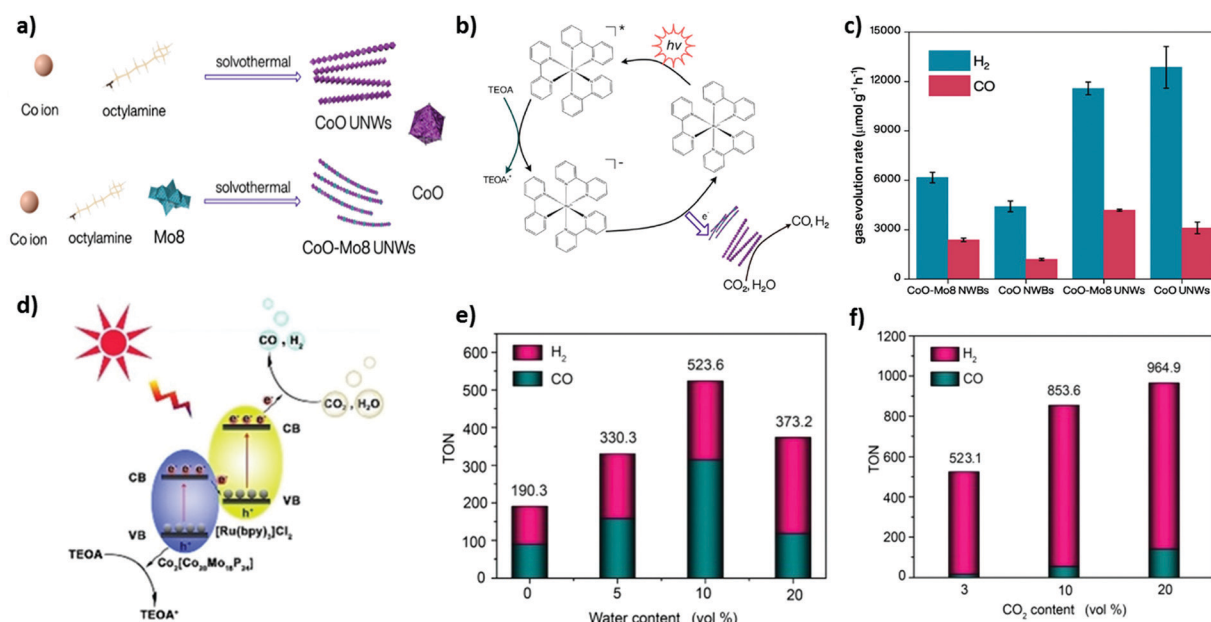 a)
Co ion
octylamine
solvothermal
CoO UNWs
CoO
Co ion
octylamine
Mo8
solvothermal
CoO-Mo8 UNWs
b)
*
hv
TEOA
TEOA·⁺
-
e⁻
CO, H₂
CO₂, H₂O
c)
gas evolution rate (μmol g⁻¹ h⁻¹)
15000
12000
9000
6000
3000
0
H₂
CO
CoO-Mo8 NWBs
CoO NWBs
CoO-Mo8 UNWs
CoO UNWs
d)
CO , H₂
CO₂ , H₂O
e⁻
e⁻ e⁻ e⁻
CB
CB
e⁻ e⁻ e⁻
e⁻
VB
h⁺
[Ru(bpy)₃]Cl₂
VB
h⁺
TEOA
Co₂[Co₃₀Mo₁₆P₂₄]
TEOA⁺
e)
TON
600
500
400
300
200
100
0
H₂
CO
190.3
330.3
523.6
373.2
0
5
10
20
Water content (vol %)
f)
TON
1200
1000
800
600
400
200
0
H₂
CO
523.1
853.6
964.9
3
10
20
CO₂ content (vol %)